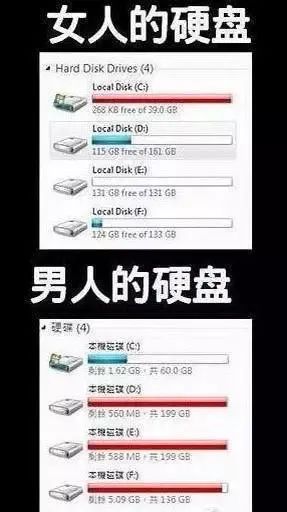 女人的硬盘
Hard Disk Drives (4)
Local Disk (C:)
268 KB free of 39.0 GB
Local Disk (D:)
115 GB free of 161 GB
Local Disk (E:)
131 GB free of 131 GB
Local Disk (F:)
124 GB free of 133 GB
男人的硬盘
硬碟 (4)
本機磁碟 (C:)
剩餘 1.62 GB，共 60.0 GB
本機磁碟 (D:)
剩餘 560 MB，共 199 GB
本機磁碟 (E:)
剩餘 588 MB，共 199 GB
本機磁碟 (F:)
剩餘 5.09 GB，共 136 GB